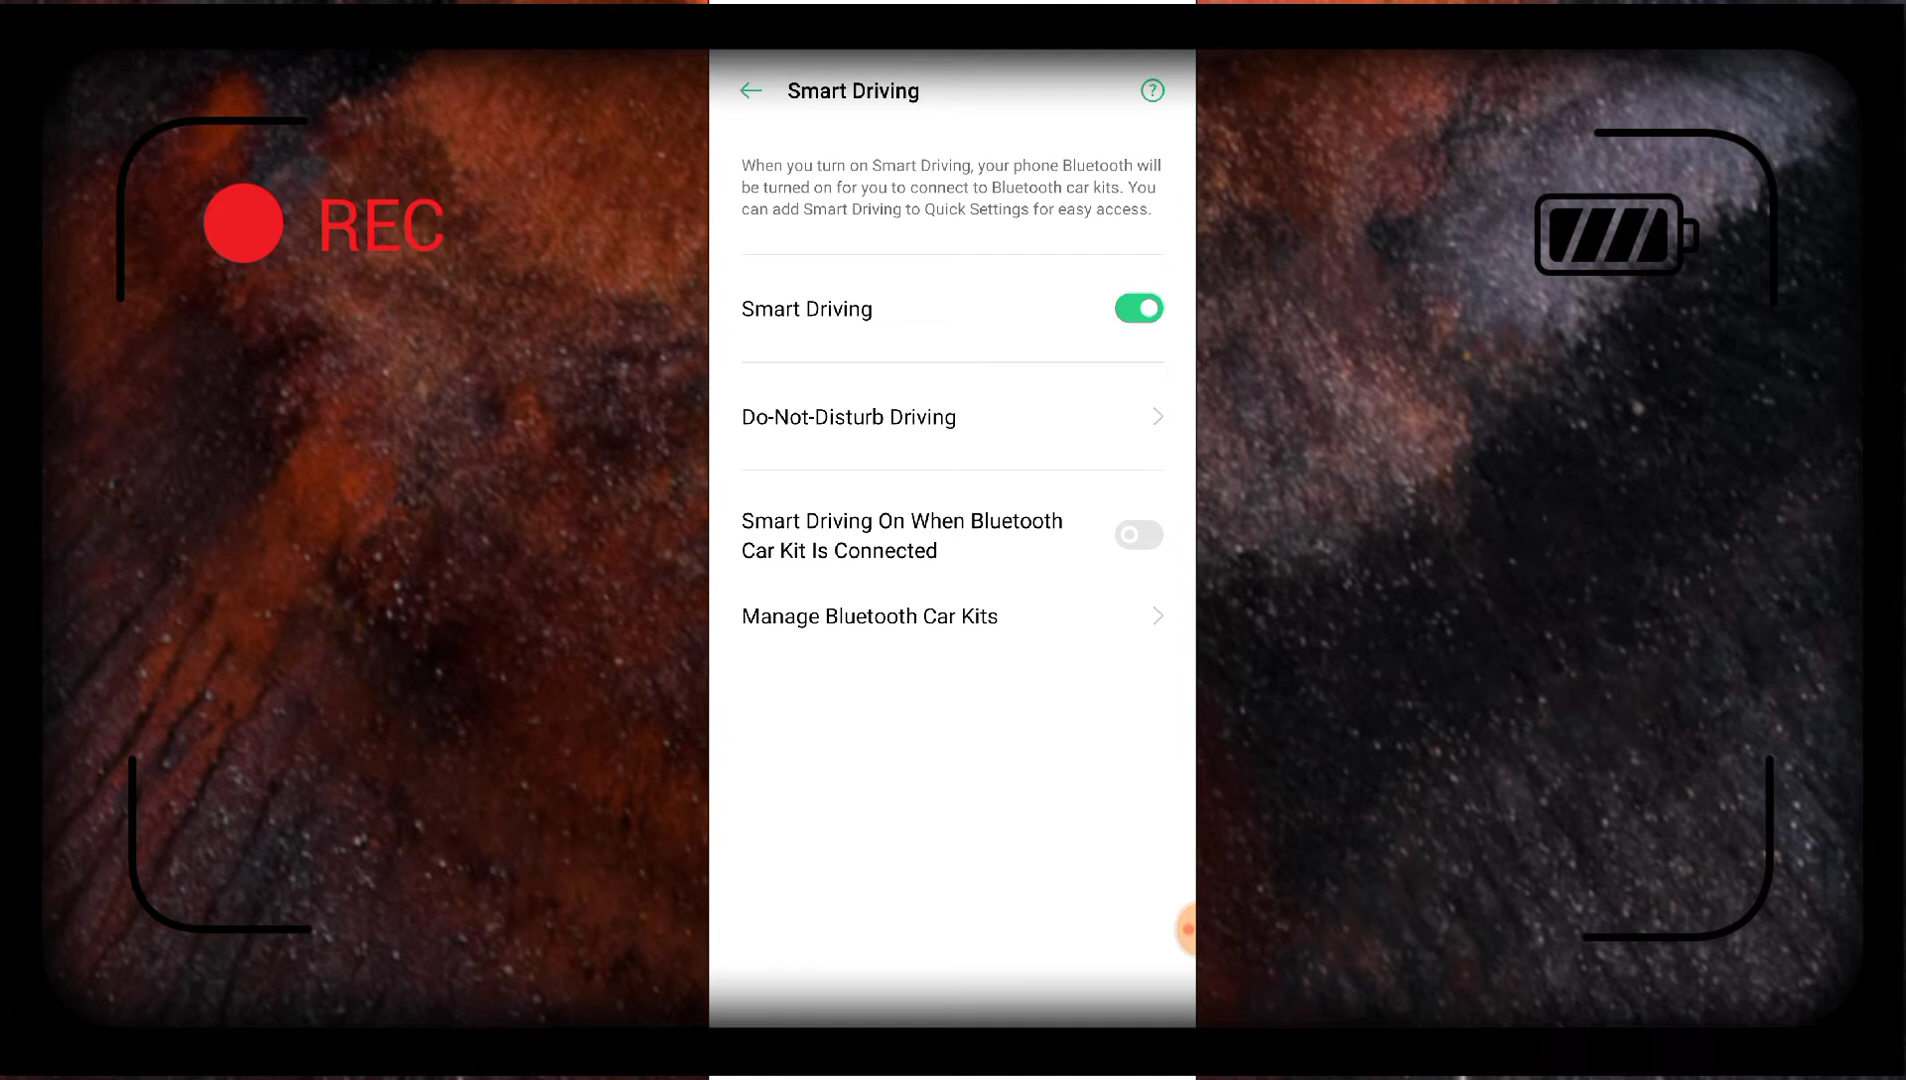 Smart Driving
?
When you turn on Smart Driving, your phone Bluetooth will
be turned on for you to connect to Bluetooth car kits. You
can add Smart Driving to Quick Settings for easy access.
REC
Smart Driving
Do-Not-Disturb Driving
Smart Driving On When Bluetooth
Car Kit Is Connected
Manage Bluetooth Car Kits